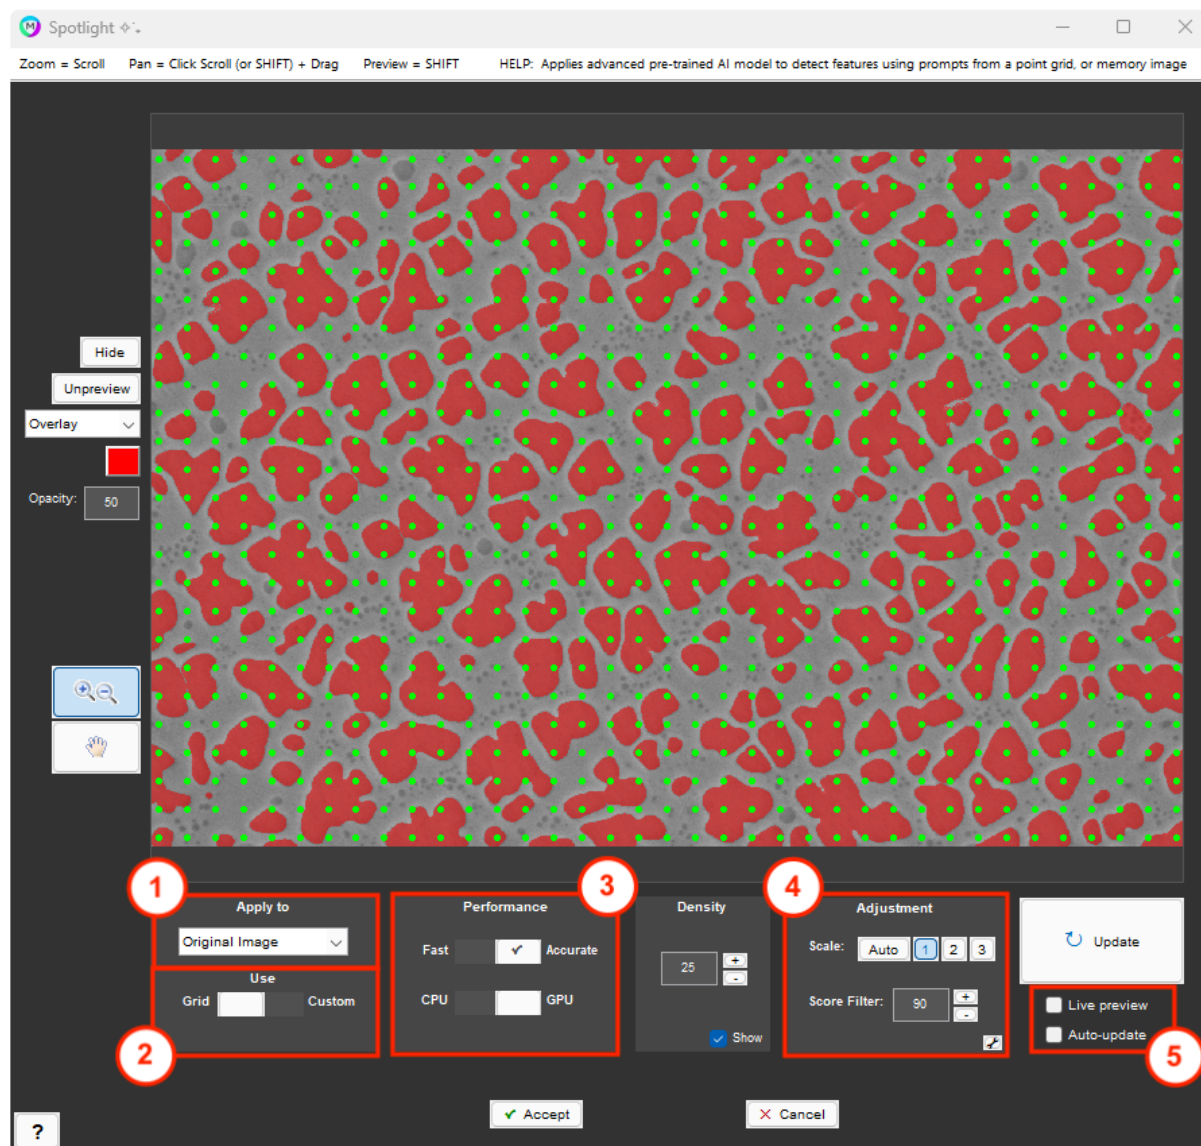 Spotlight
Zoom = Scroll Pan = Click Scroll (or SHIFT) + Drag Preview = SHIFT HELP: Applies advanced pre-trained AI model to detect features using prompts from a point grid, or memory image
Hide
Unpreview
Overlay
Opacity: 50
1
Apply to
Original Image
2
Use
Grid Custom
3
Performance
Fast Accurate
CPU GPU
Density
25
+
-
Show
4
Adjustment
Scale: Auto 1 2 3
Score Filter: 90
+
-
Update
Live preview
Auto-update
5
Accept
Cancel
?